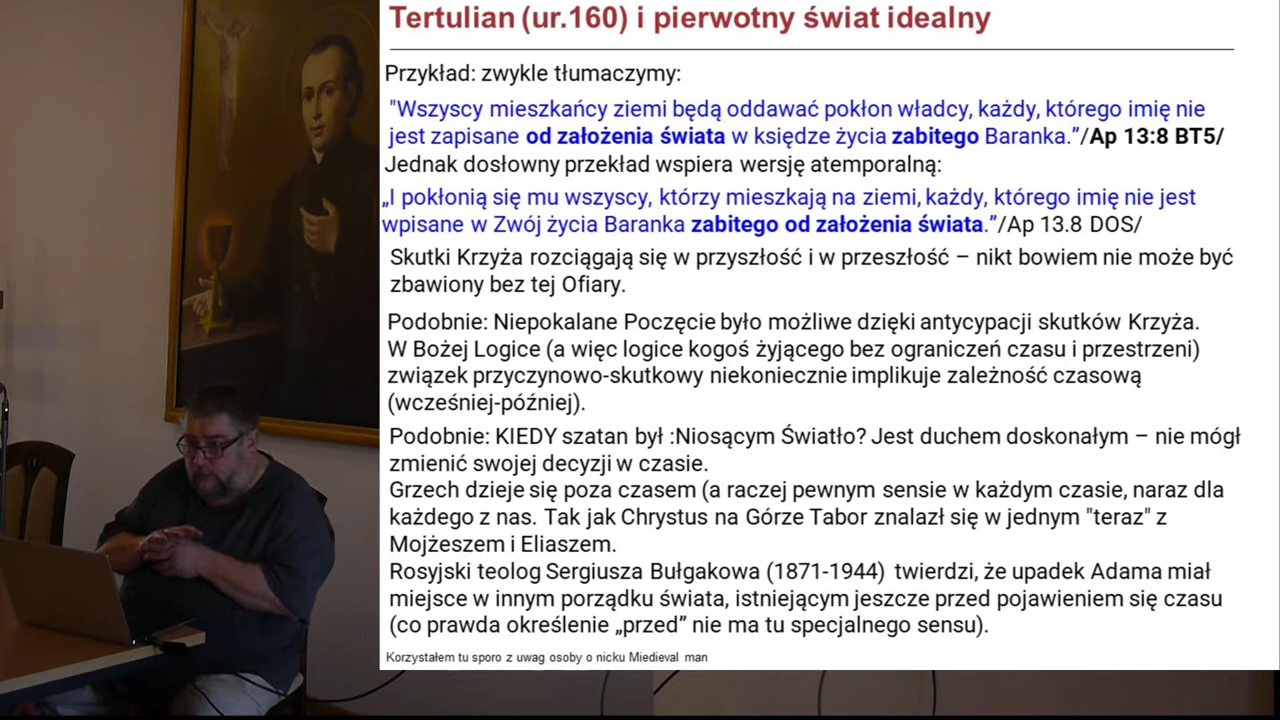 Tertulian (ur.160) i pierwotny świat idealny
Przykład: zwykle tłumaczymy:
"Wszyscy mieszkańcy ziemi będą oddawać pokłon władcy, każdy, którego imię nie
jest zapisane od założenia świata w księdze życia zabitego Baranka.”/Ap 13:8 BT5/
Jednak dosłowny przekład wspiera wersję atemporalną:
„I pokłonią się mu wszyscy, którzy mieszkają na ziemi, każdy, którego imię nie jest
wpisane w Zwój życia Baranka zabitego od założenia świata.”/Ap 13.8 DOS/
Skutki Krzyża rozciągają się w przyszłość i w przeszłość – nikt bowiem nie może być
zbawiony bez tej Ofiary.
Podobnie: Niepokalane Poczęcie było możliwe dzięki antycypacji skutków Krzyża.
W Bożej Logice (a więc logice kogoś żyjącego bez ograniczeń czasu i przestrzeni)
związek przyczynowo-skutkowy niekoniecznie implikuje zależność czasową
(wcześniej-później).
Podobnie: KIEDY szatan był :Niosącym Światło? Jest duchem doskonałym – nie mógł
zmienić swojej decyzji w czasie.
Grzech dzieje się poza czasem (a raczej pewnym sensie w każdym czasie, naraz dla
każdego z nas. Tak jak Chrystus na Górze Tabor znalazł się w jednym "teraz" z
Mojżeszem i Eliaszem.
Rosyjski teolog Sergiusza Bułgakowa (1871-1944) twierdzi, że upadek Adama miał
miejsce w innym porządku świata, istniejącym jeszcze przed pojawieniem się czasu
(co prawda określenie „przed” nie ma tu specjalnego sensu).
Korzystałem tu sporo z uwag osoby o nicku Miedieval man